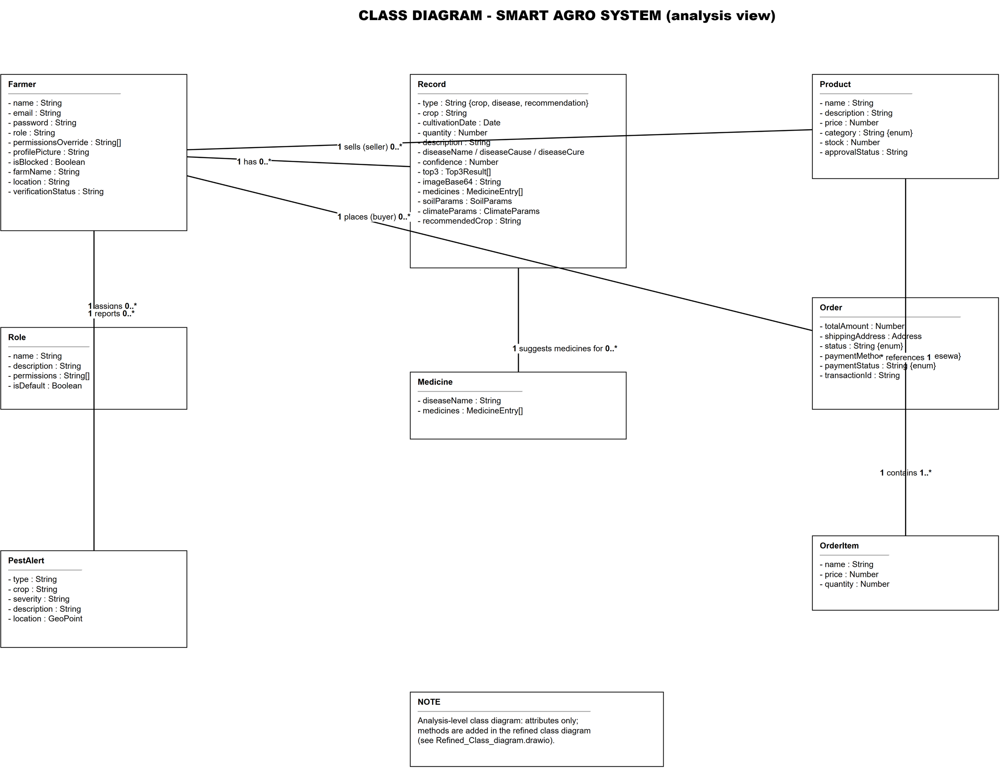 CLASS DIAGRAM - SMART AGRO SYSTEM (analysis view)
Farmer
- name : String
- email : String
- password : String
- role : String
- permissionsOverride : String[]
- profilePicture : String
- isBlocked : Boolean
- farmName : String
- location : String
- verificationStatus : String
Record
- type : String {crop, disease, recommendation}
- crop : String
- cultivationDate : Date
- quantity : Number
- description : String
- diseaseName / diseaseCause / diseaseCure
- confidence : Number
- top3 : Top3Result[]
- imageBase64 : String
- medicines : MedicineEntry[]
- soilParams : SoilParams
- climateParams : ClimateParams
- recommendedCrop : String
Product
- name : String
- description : String
- price : Number
- category : String {enum}
- stock : Number
- approvalStatus : String
1 sells (seller) 0..*
1 has 0..*
1 places (buyer) 0..*
1 assigns 0..*
1 reports 0..*
Role
- name : String
- description : String
- permissions : String[]
- isDefault : Boolean
1 suggests medicines for 0..*
Medicine
- diseaseName : String
- medicines : MedicineEntry[]
Order
- totalAmount : Number
- shippingAddress : Address
- status : String {enum}
- esewa}
* references 1
- paymentStatus : String {enum}
- transactionId : String
1 contains 1..*
PestAlert
- type : String
- crop : String
- severity : String
- description : String
- location : GeoPoint
OrderItem
- name : String
- price : Number
- quantity : Number
NOTE
Analysis-level class diagram: attributes only;
methods are added in the refined class diagram
(see Refined_Class_diagram.drawio).